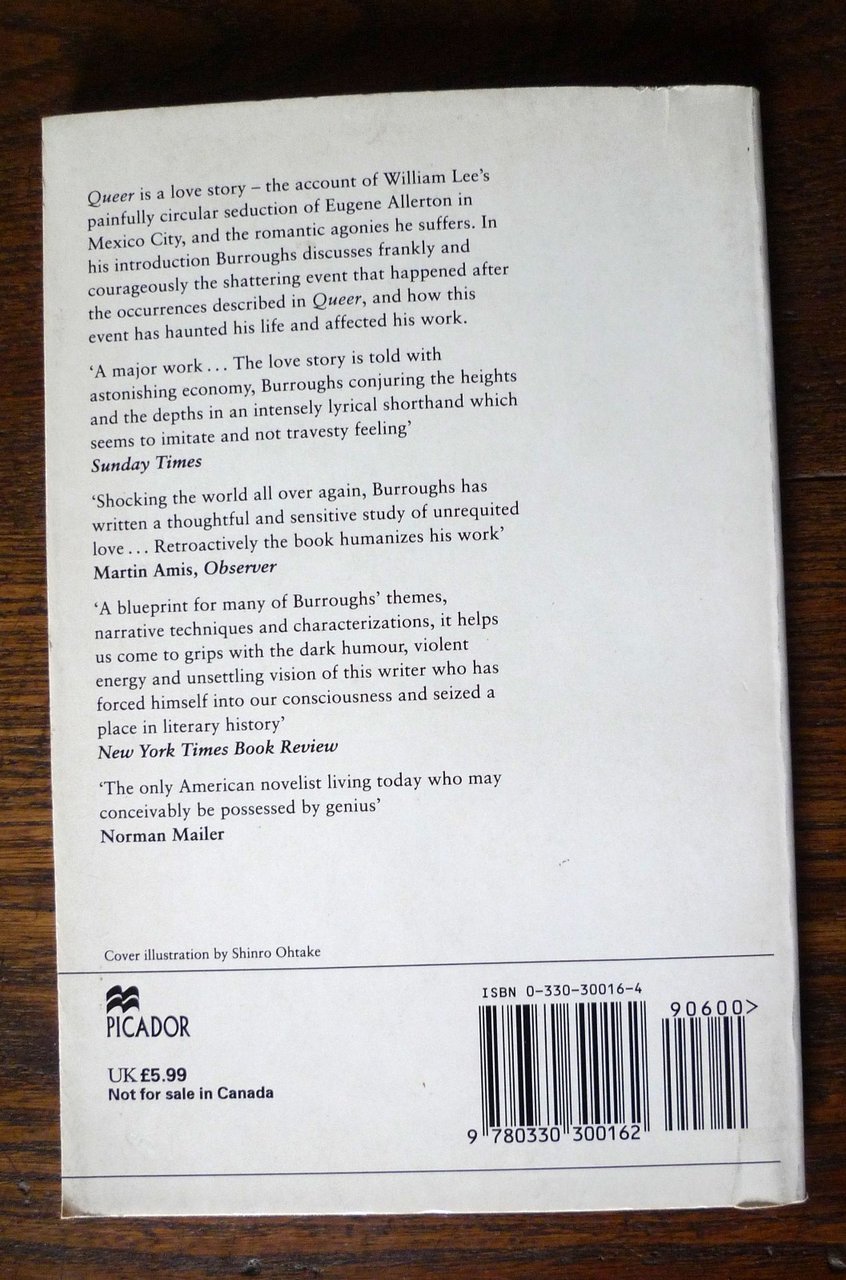 Queer is a love story – the account of William Lee's
painfully circular seduction of Eugene Allerton in
Mexico City, and the romantic agonies he suffers. In
his introduction Burroughs discusses frankly and
courageously the shattering event that happened after
the occurrences described in Queer, and how this
event has haunted his life and affected his work.
‘A major work ... The love story is told with
astonishing economy, Burroughs conjuring the heights
and the depths in an intensely lyrical shorthand which
seems to imitate and not travesty feeling’
Sunday Times
‘Shocking the world all over again, Burroughs has
written a thoughtful and sensitive study of unrequited
love ... Retroactively the book humanizes his work’
Martin Amis, Observer
‘A blueprint for many of Burroughs’ themes,
narrative techniques and characterizations, it helps
us come to grips with the dark humour, violent
energy and unsettling vision of this writer who has
forced himself into our consciousness and seized a
place in literary history’
New York Times Book Review
‘The only American novelist living today who may
conceivably be possessed by genius’
Norman Mailer
Cover illustration by Shinro Ohtake
PICADOR
UK £5.99
Not for sale in Canada
ISBN 0-330-30016-4
90600>
9 780330 300162